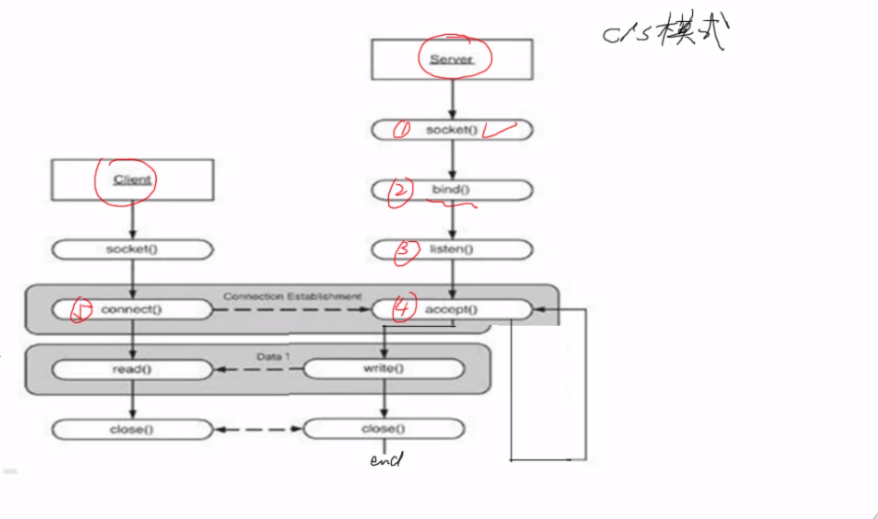 c/s模式
Server
① socket()
② bind()
Client
socket()
③ listen()
Connection Establishment
⑤ connect()
④ accept()
Data T
read()
write()
close()
close()
end